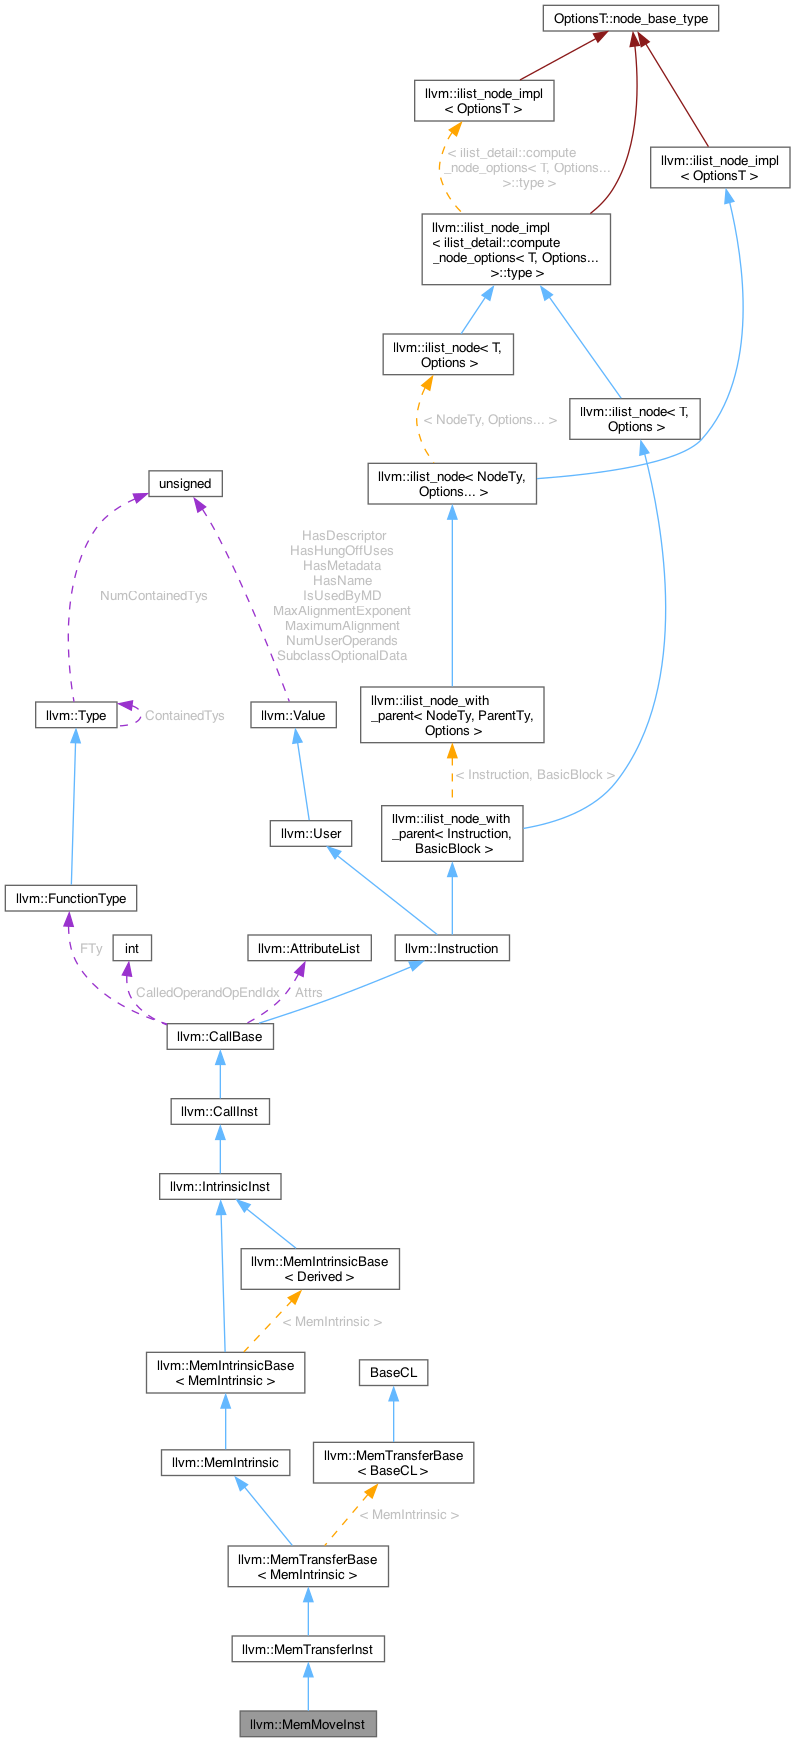 OptionsT::node_base_type
llvm::ilist_node_impl
< OptionsT >
< ilist_detail::compute
_node_options< T, Options...
>::type >
llvm::ilist_node_impl
< OptionsT >
llvm::ilist_node_impl
< ilist_detail::compute
_node_options< T, Options...
>::type >
llvm::ilist_node< T,
Options >
llvm::ilist_node< T,
Options >
< NodeTy, Options... >
llvm::ilist_node< NodeTy,
Options... >
unsigned
HasDescriptor
HasHungOffUses
HasMetadata
HasName
IsUsedByMD
MaxAlignmentExponent
MaximumAlignment
NumUserOperands
SubclassOptionalData
NumContainedTys
llvm::Type
ContainedTys
llvm::Value
llvm::ilist_node_with
_parent< NodeTy, ParentTy,
Options >
< Instruction, BasicBlock >
llvm::User
llvm::ilist_node_with
_parent< Instruction,
BasicBlock >
llvm::FunctionType
FTy
int
llvm::AttributeList
llvm::Instruction
CalledOperandOpEndIdx
Attrs
llvm::CallBase
llvm::CallInst
llvm::IntrinsicInst
llvm::MemIntrinsicBase
< Derived >
< MemIntrinsic >
llvm::MemIntrinsicBase
< MemIntrinsic >
BaseCL
llvm::MemIntrinsic
llvm::MemTransferBase
< BaseCL >
< MemIntrinsic >
llvm::MemTransferBase
< MemIntrinsic >
llvm::MemTransferInst
llvm::MemMoveInst